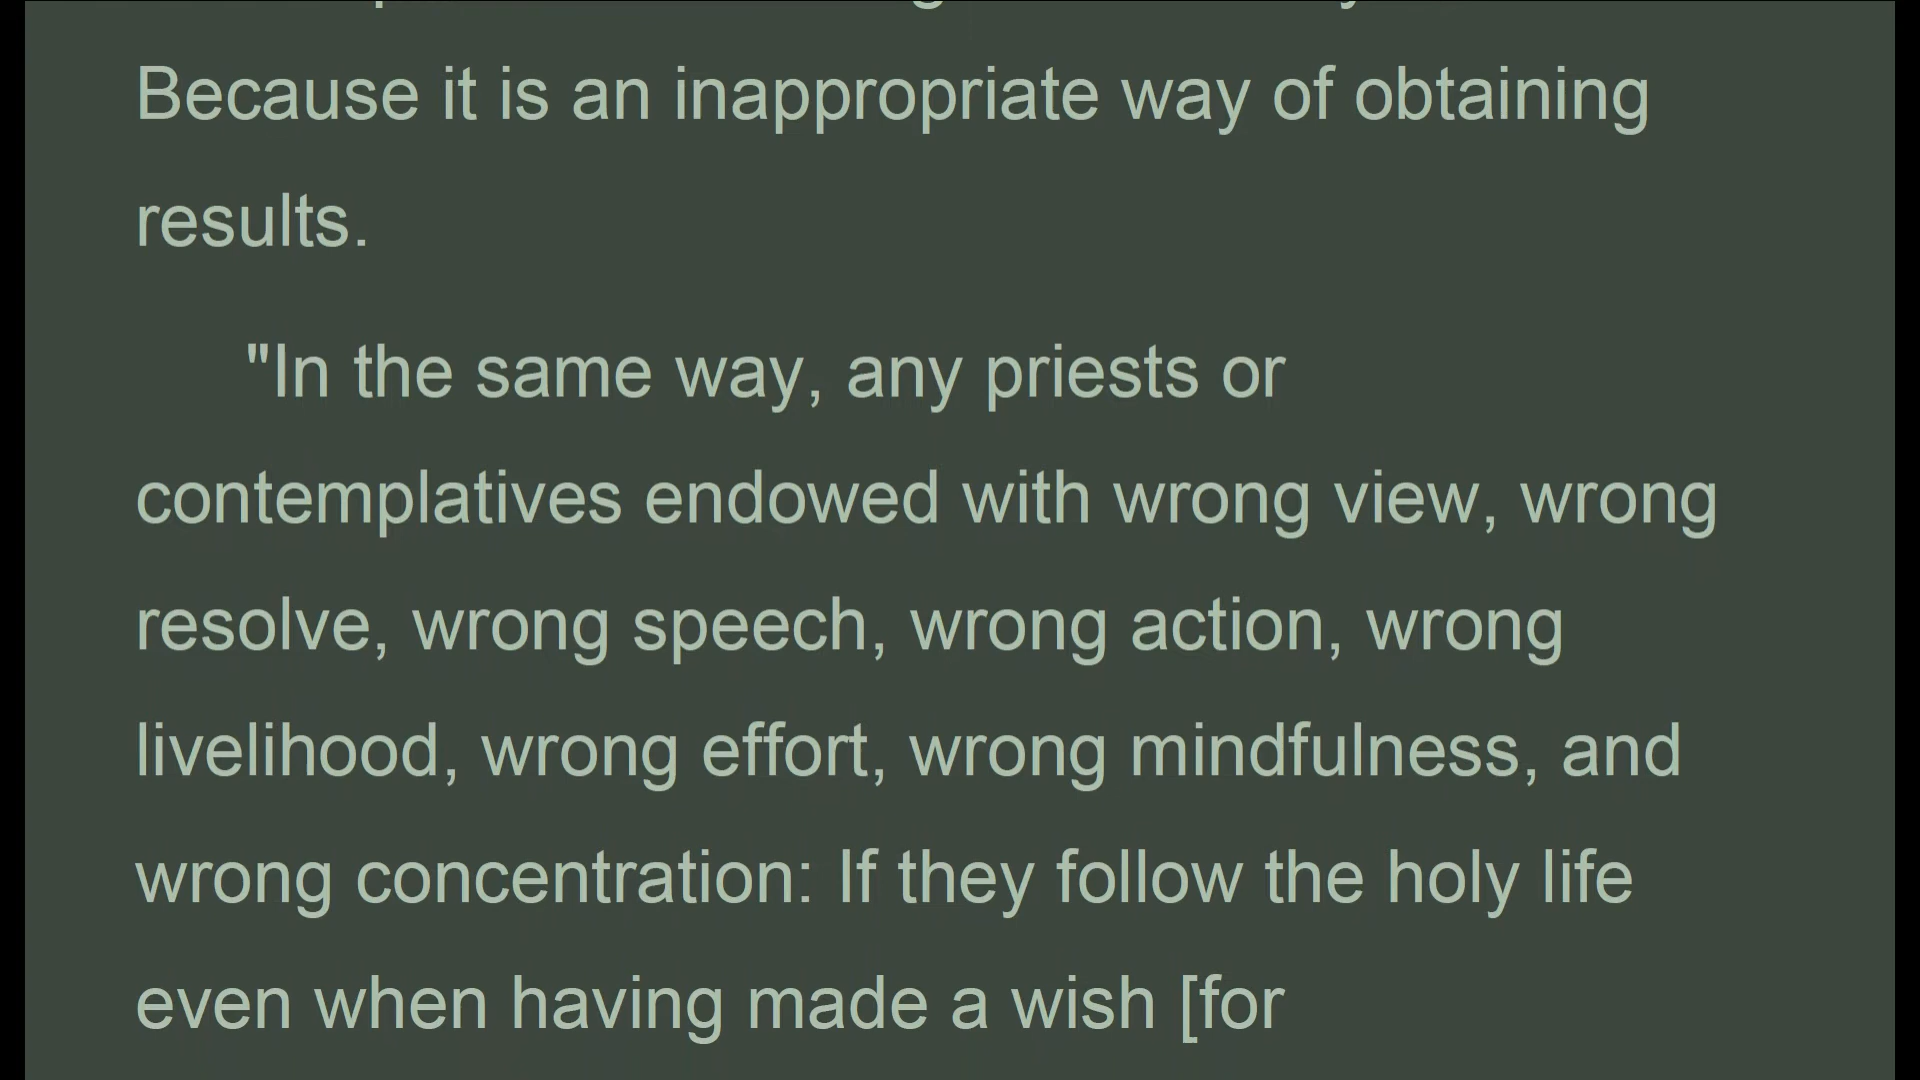 Because it is an inappropriate way of obtaining
results.
"In the same way, any priests or
contemplatives endowed with wrong view, wrong
resolve, wrong speech, wrong action, wrong
livelihood, wrong effort, wrong mindfulness, and
wrong concentration: If they follow the holy life
even when having made a wish [for